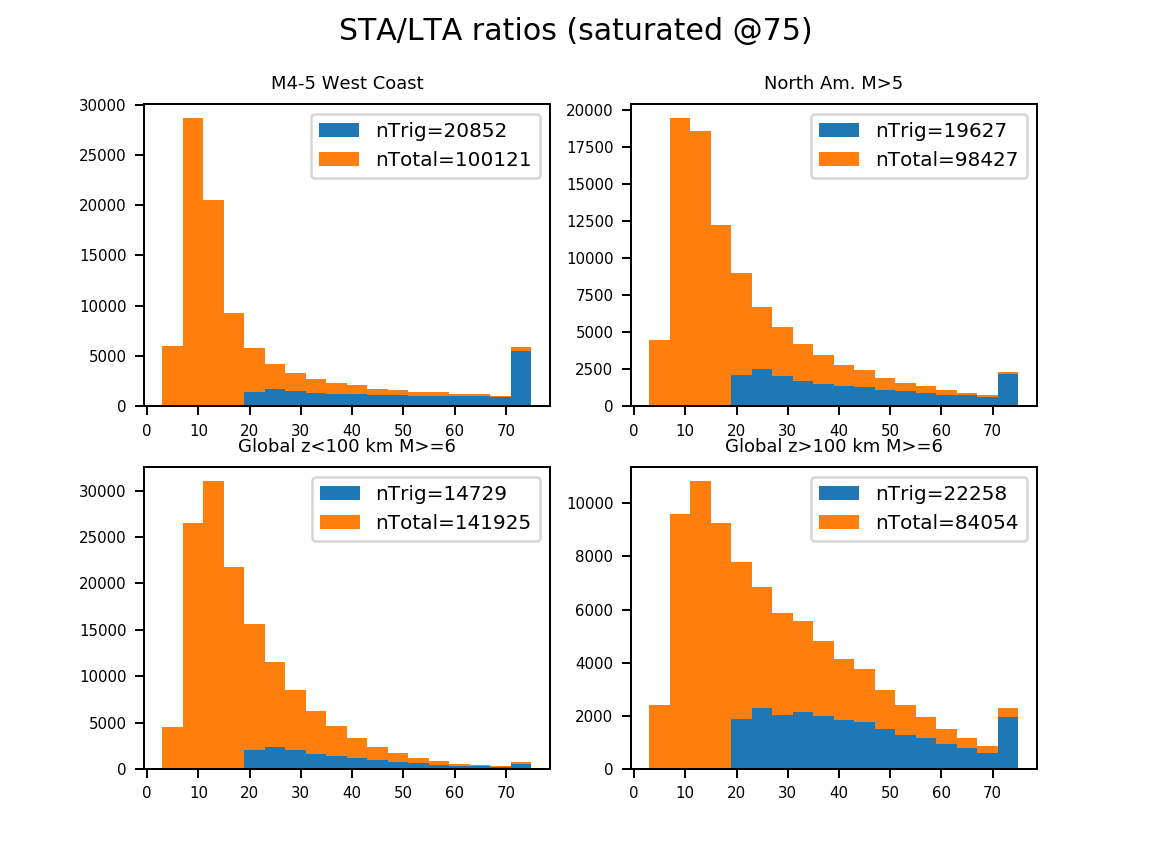 STA/LTA ratios (saturated @75)
M4-5 West Coast
30000
25000
20000
15000
10000
5000
0
nTrig=20852
nTotal=100121
0 10 20 30 40 50 60 70
North Am. M>5
20000
17500
15000
12500
10000
7500
5000
2500
0
nTrig=19627
nTotal=98427
0 10 20 30 40 50 60 70
Global z<100 km M>=6
30000
25000
20000
15000
10000
5000
0
nTrig=14729
nTotal=141925
0 10 20 30 40 50 60 70
Global z>100 km M>=6
10000
8000
6000
4000
2000
0
nTrig=22258
nTotal=84054
0 10 20 30 40 50 60 70